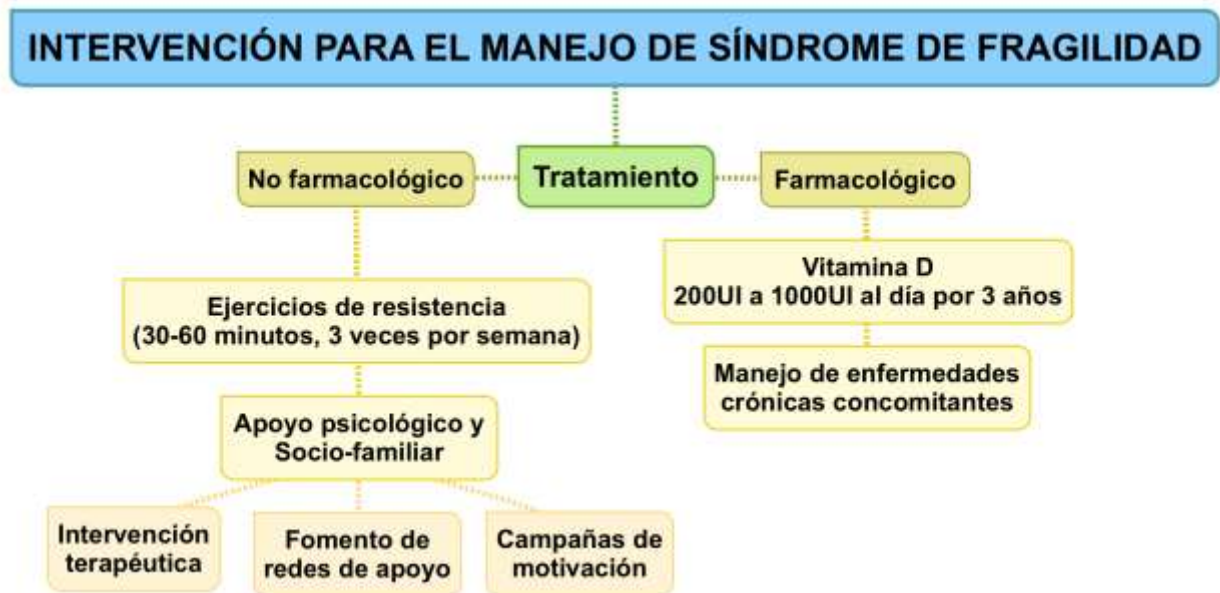 INTERVENCIÓN PARA EL MANEJO DE SÍNDROME DE FRAGILIDAD
Tratamiento
No farmacológico
Farmacológico
Ejercicios de resistencia
(30-60 minutos, 3 veces por semana)
Apoyo psicológico y
Socio-familiar
Intervención
terapéutica
Fomento de
redes de apoyo
Campañas de
motivación
Vitamina D
200UI a 1000UI al día por 3 años
Manejo de enfermedades
crónicas concomitantes